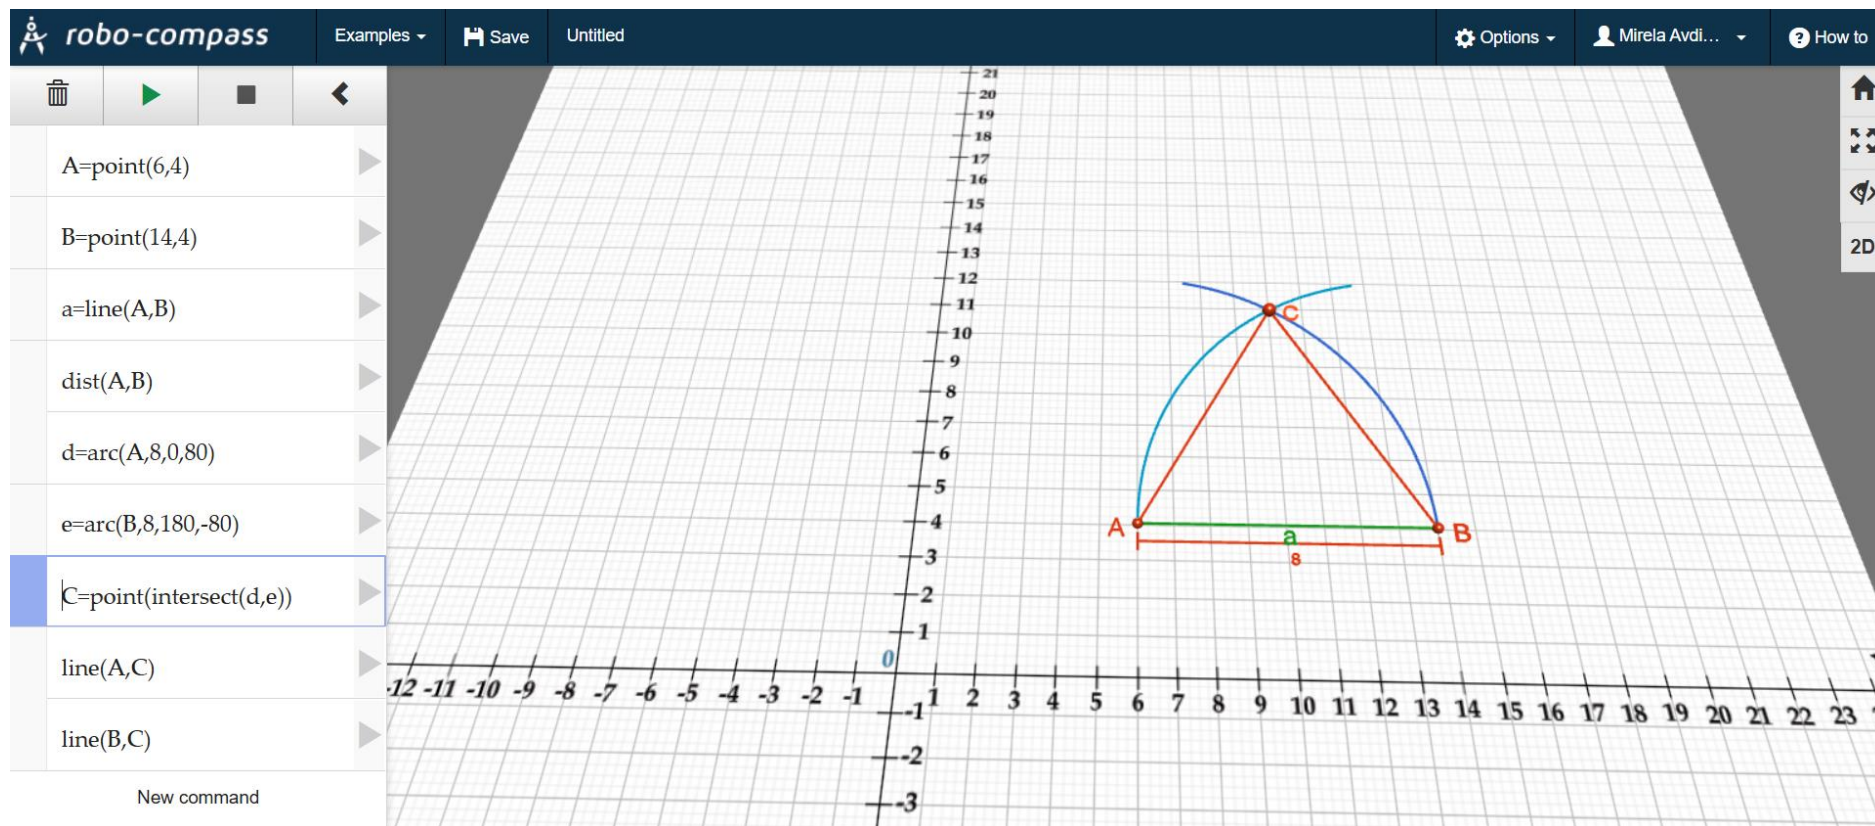 robo-compass Examples Save Untitled Options Mirela Avdi... How to
A=point(6,4)
B=point(14,4)
a=line(A,B)
dist(A,B)
d=arc(A,8,0,80)
e=arc(B,8,180,-80)
C=point(intersect(d,e))
line(A,C)
line(B,C)
New command
2D
21
20
19
18
17
16
15
14
13
12
11
10
9
8
7
6
5
4
3
2
1
0
-12 -11 -10 -9 -8 -7 -6 -5 -4 -3 -2 -1 1 2 3 4 5 6 7 8 9 10 11 12 13 14 15 16 17 18 19 20 21 22 23
-1
-2
-3
C
A B
a
8